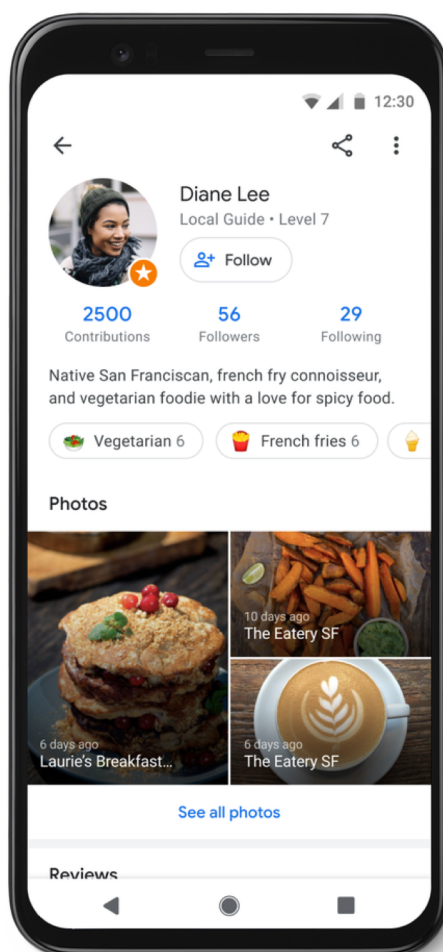 12:30
Diane Lee
Local Guide • Level 7
Follow
2500
56
29
Contributions
Followers
Following
Native San Franciscan, french fry connoisseur,
and vegetarian foodie with a love for spicy food.
Vegetarian 6
French fries 6
Photos
10 days ago
The Eatery SF
6 days ago
Laurie's Breakfast...
6 days ago
The Eatery SF
See all photos
Reviews